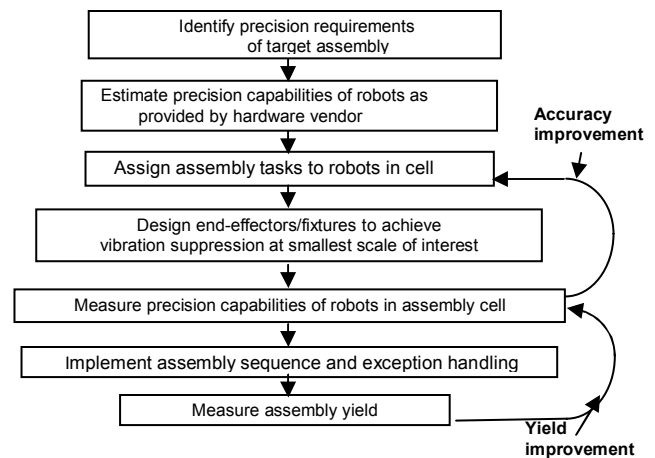 Identify precision requirements
of target assembly
Estimate precision capabilities of robots as
provided by hardware vendor
Accuracy
improvement
Assign assembly tasks to robots in cell
Design end-effectors/fixtures to achieve
vibration suppression at smallest scale of interest
Measure precision capabilities of robots in assembly cell
Implement assembly sequence and exception handling
Measure assembly yield
Yield
improvement